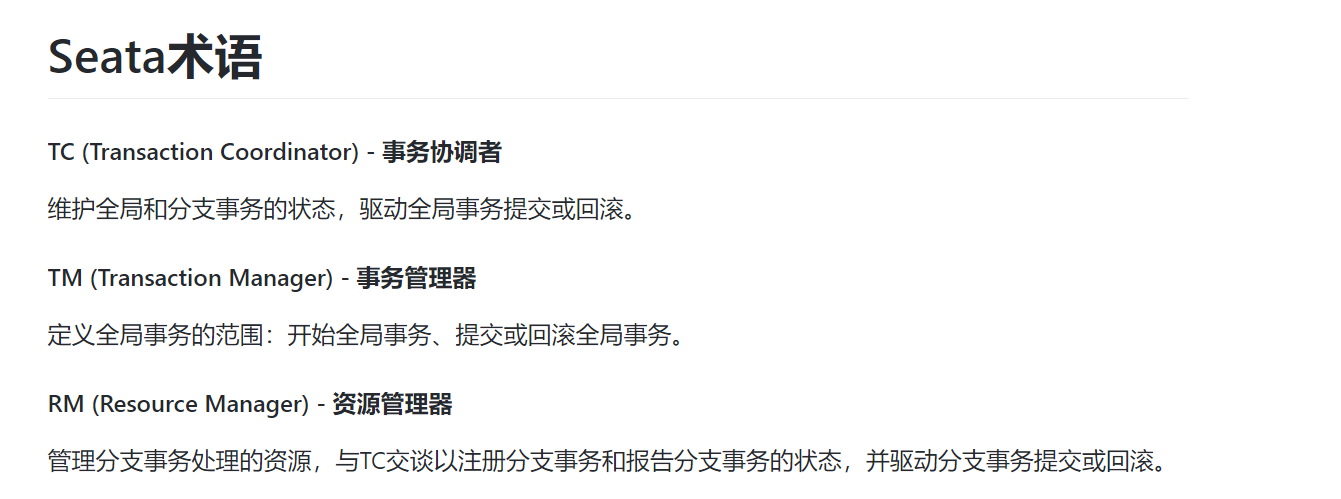 Seata术语
TC (Transaction Coordinator) - 事务协调者
维护全局和分支事务的状态，驱动全局事务提交或回滚。
TM (Transaction Manager) - 事务管理器
定义全局事务的范围：开始全局事务、提交或回滚全局事务。
RM (Resource Manager) - 资源管理器
管理分支事务处理的资源，与TC交谈以注册分支事务和报告分支事务的状态，并驱动分支事务提交或回滚。